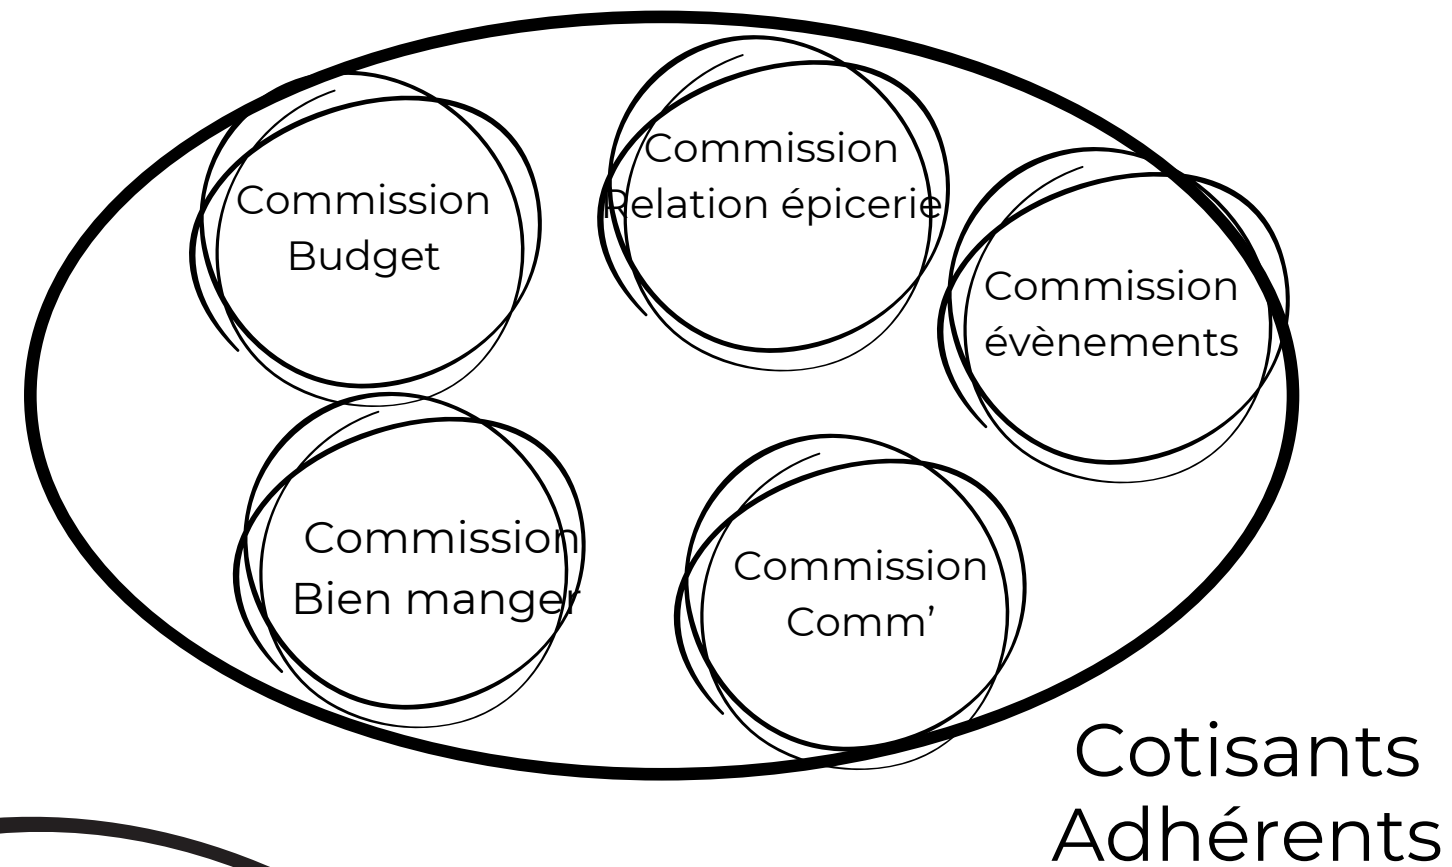 Commission
Budget
Commission
Relation épicerie
Commission
évènements
Commission
Bien manger
Commission
Comm’
Cotisants
Adhérents